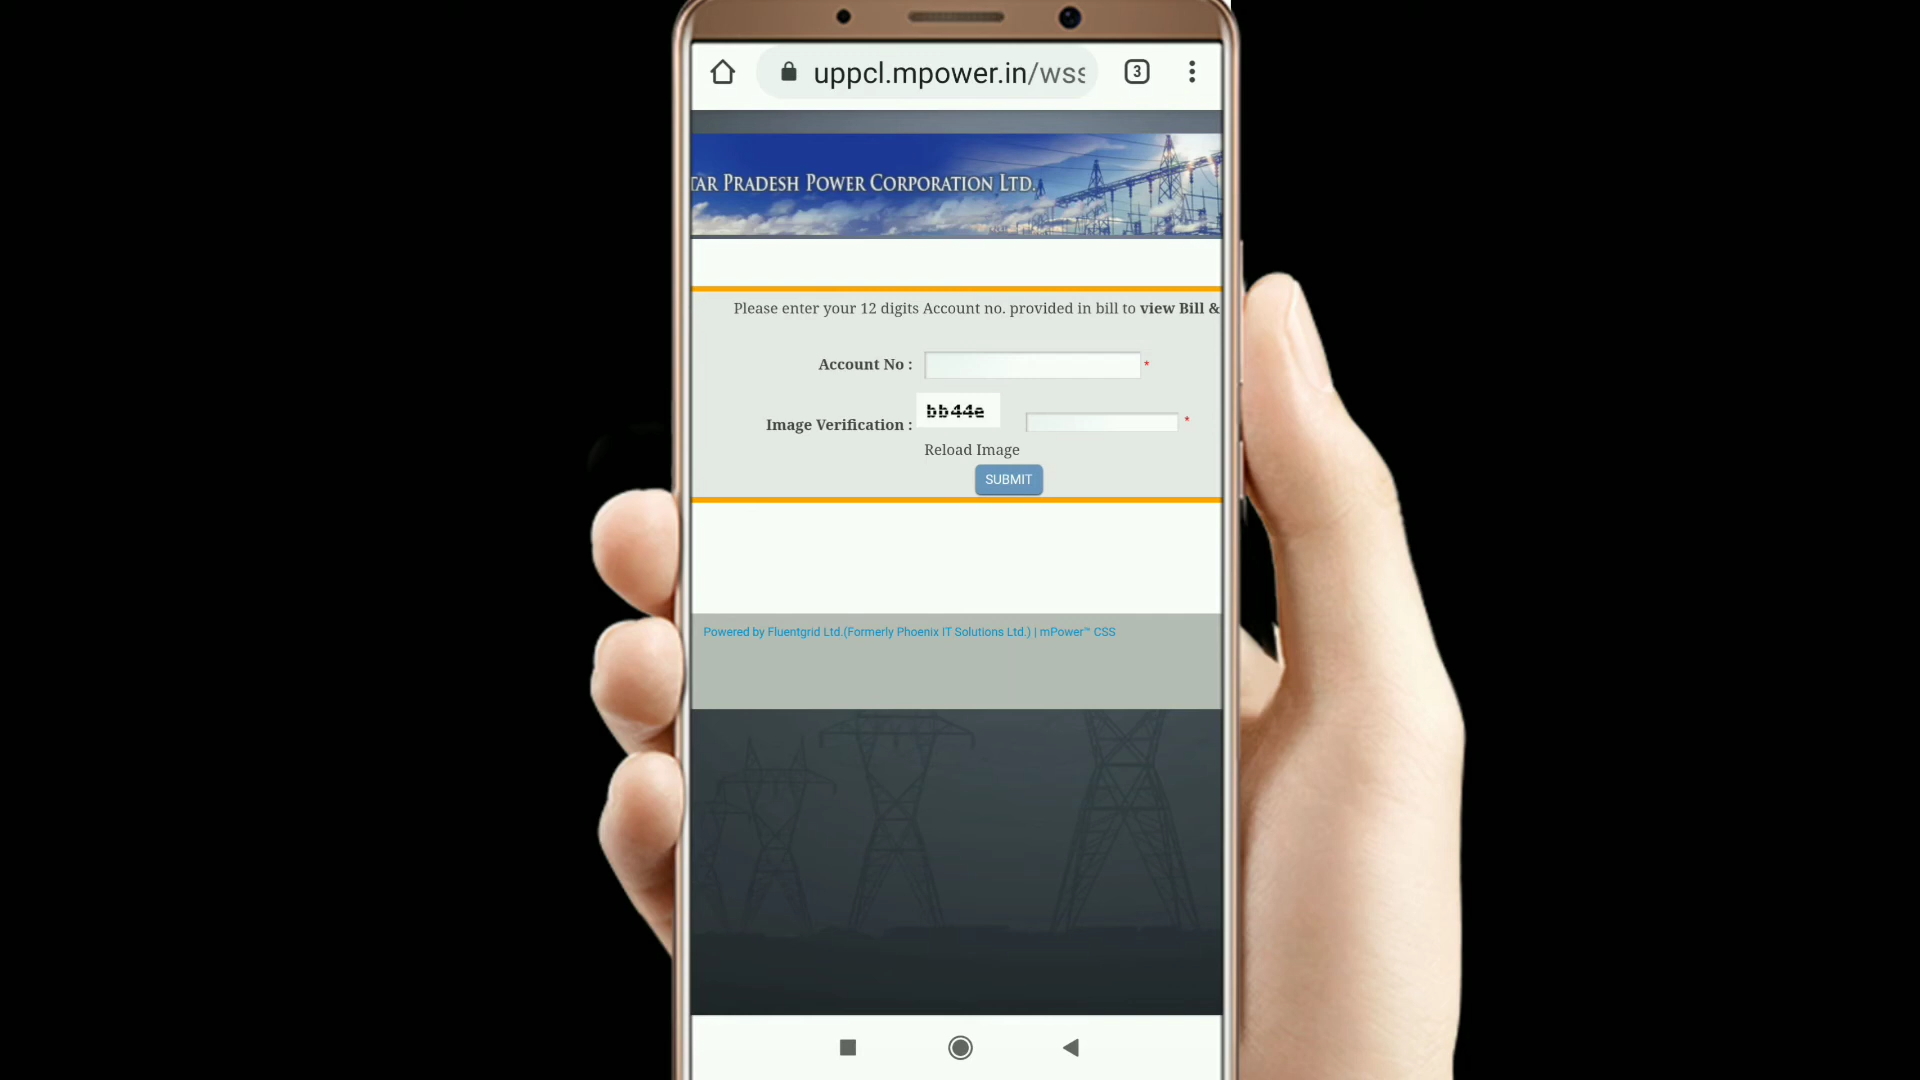 uppcl.mpower.in/wss
3
TAR PRADESH POWER CORPORATION LTD.
Please enter your 12 digits Account no. provided in bill to view Bill &
Account No : *
bb44e
Image Verification : *
Reload Image
SUBMIT
Powered by Fluentgrid Ltd.(Formerly Phoenix IT Solutions Ltd.) | mPower™ CSS